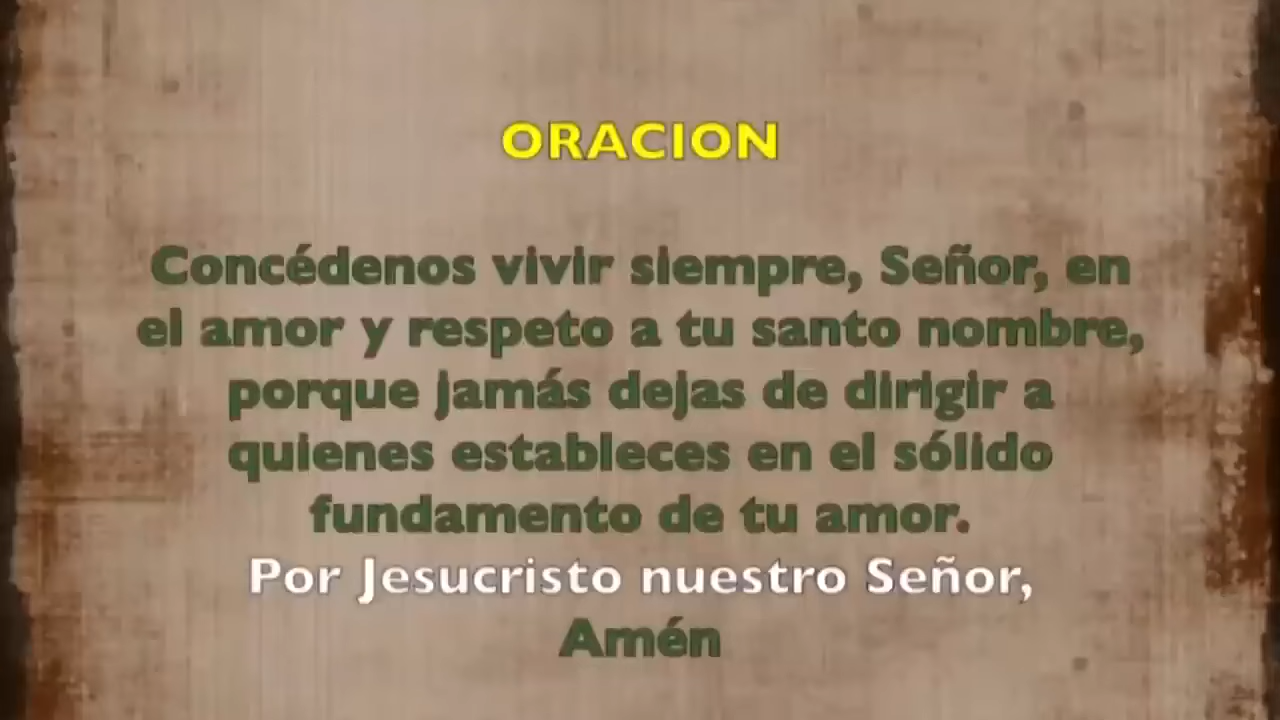 ORACION
Concédenos vivir siempre, Señor, en
el amor y respeto a tu santo nombre,
porque jamás dejas de dirigir a
quienes estableces en el sólido
fundamento de tu amor.
Por Jesucristo nuestro Señor,
Amén